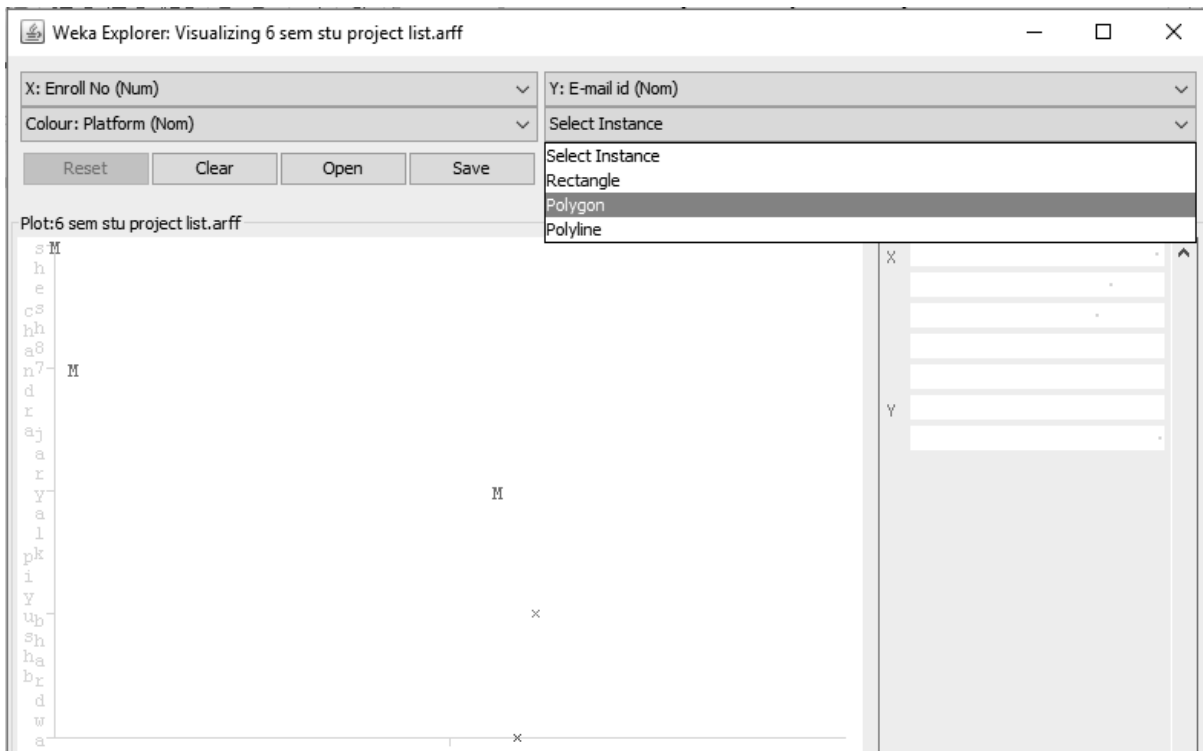 Weka Explorer: Visualizing 6 sem stu project list.arff
X: Enroll No (Num)
Y: E-mail id (Nom)
Colour: Platform (Nom)
Select Instance
Reset
Clear
Open
Save
Select Instance
Rectangle
Polygon
Polyline
Plot:6 sem stu project list.arff
M
M
M
x
x
X
Y